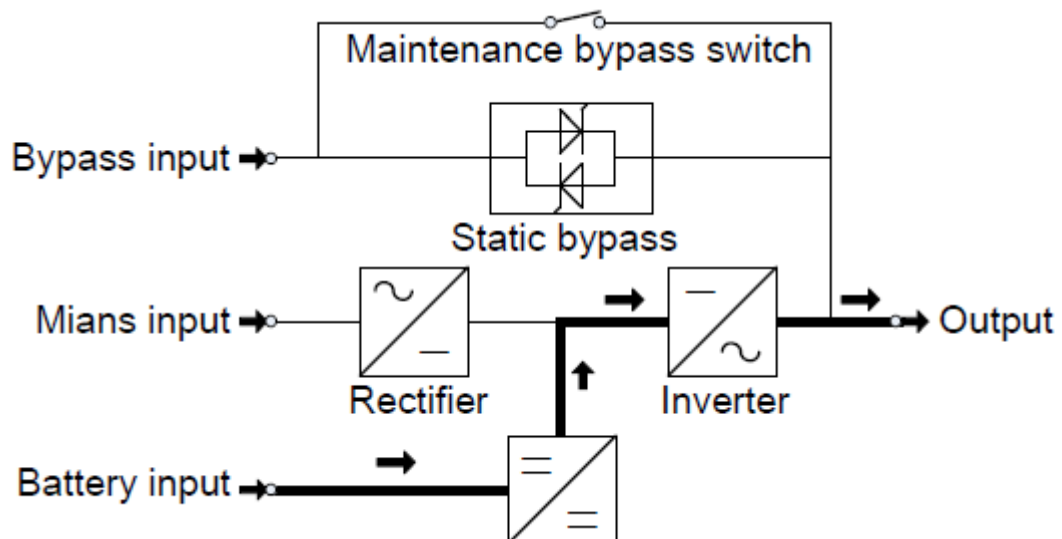 Maintenance bypass switch
Bypass input
Static bypass
Mians input
Output
Rectifier
Inverter
Battery input